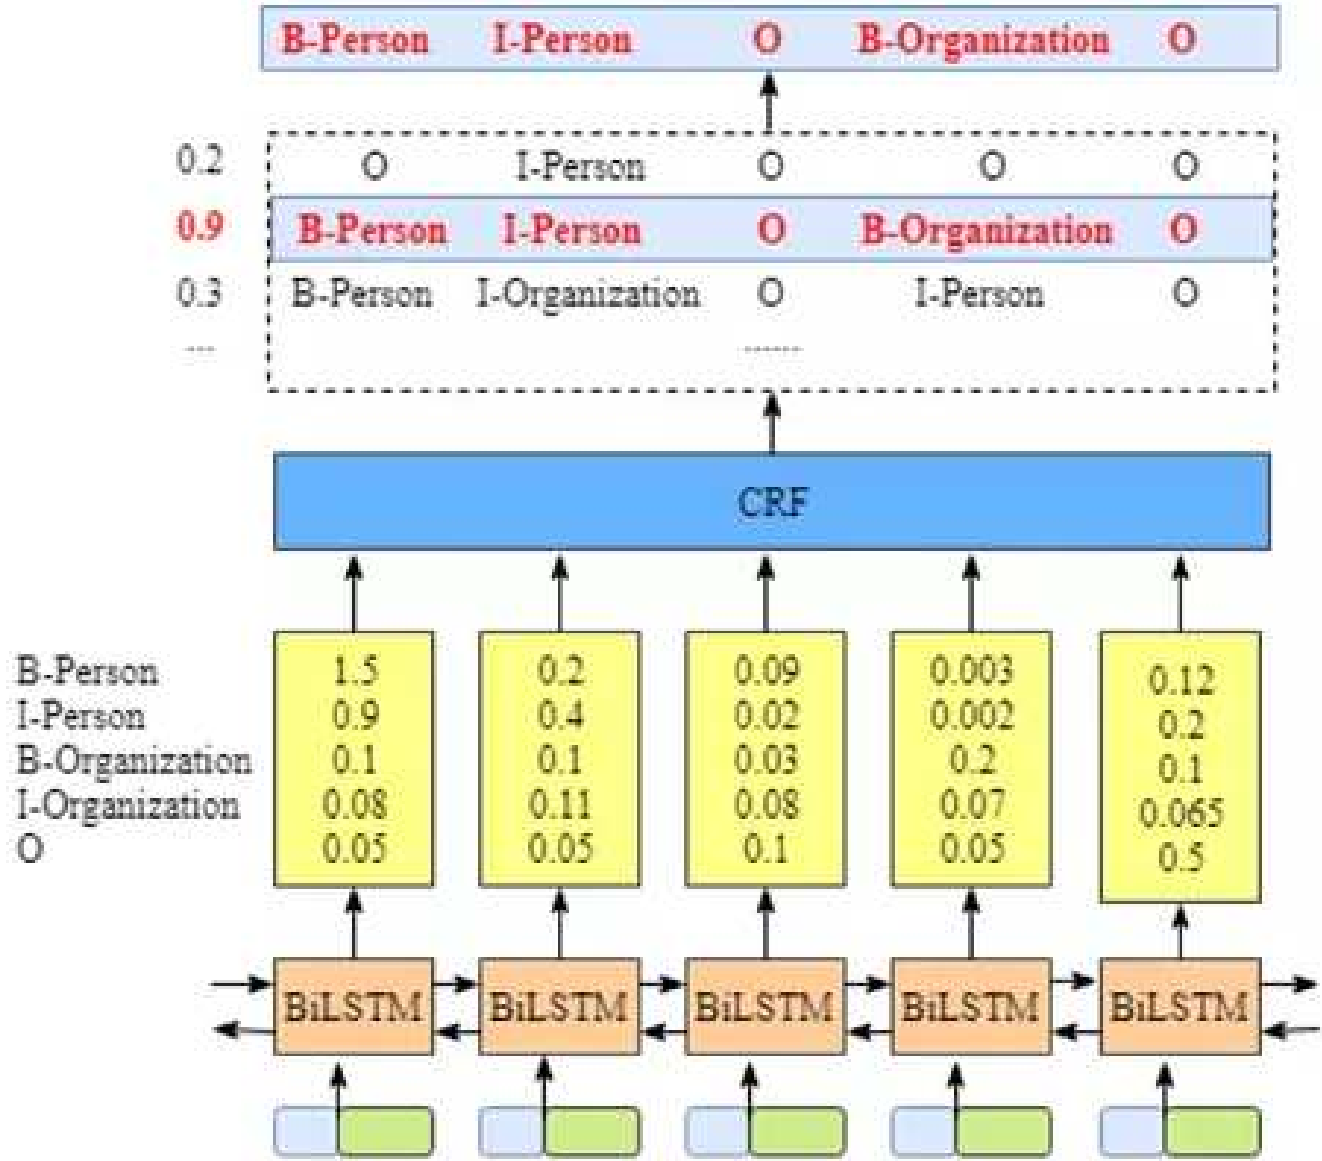 B-Person I-Person O B-Organization O
0.2 O I-Person O O O
0.9 B-Person I-Person O B-Organization O
0.3 B-Person I-Organization O I-Person O
... ......
CRF
B-Person 1.5 0.2 0.09 0.003 0.12
I-Person 0.9 0.4 0.02 0.002 0.2
B-Organization 0.1 0.1 0.03 0.2 0.1
I-Organization 0.08 0.11 0.08 0.07 0.065
O 0.05 0.05 0.1 0.05 0.5
BiLSTM BiLSTM BiLSTM BiLSTM BiLSTM